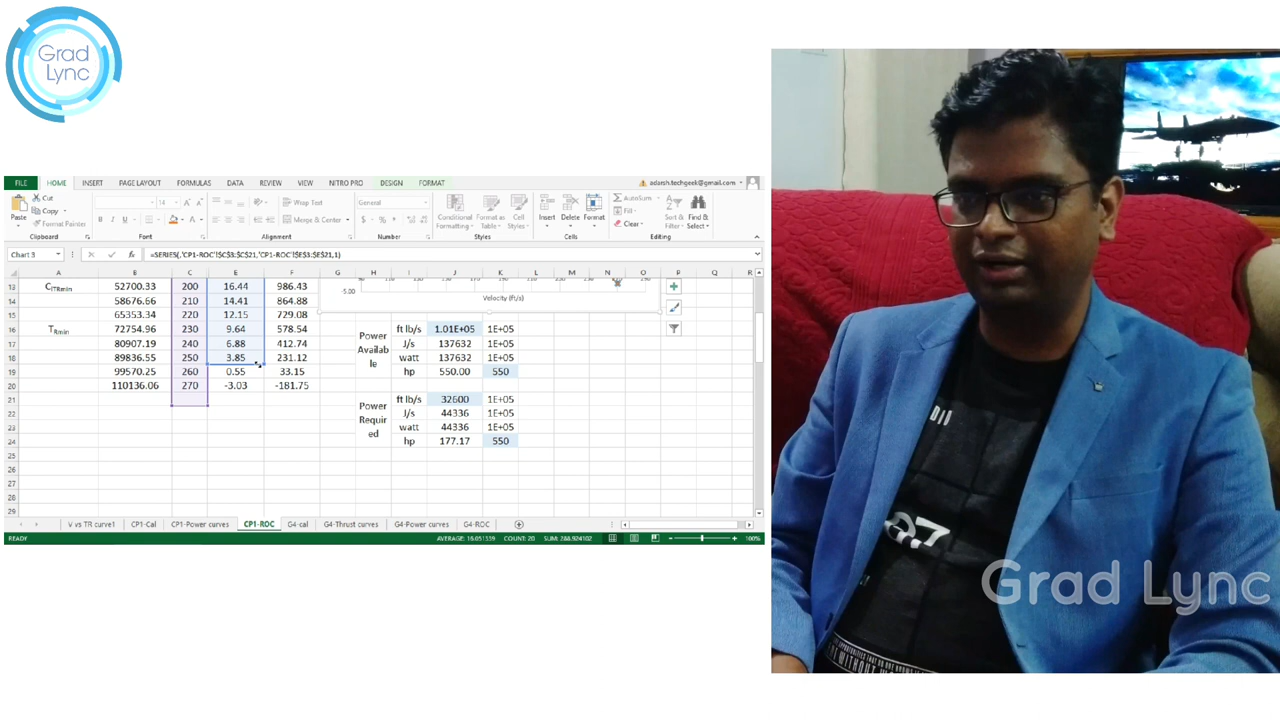 Grad
Lync
FILE HOME INSERT PAGE LAYOUT FORMULAS DATA REVIEW VIEW NITRO PRO DESIGN FORMAT adarsh.techgeek@gmail.com
Cut
Copy
Format Painter
Paste
14
General
Wrap Text
Merge & Center
Conditional Formatting
Format as Table
Cell Styles
Insert Delete Format
AutoSum
Fill
Clear
Sort & Filter
Find & Select
Clipboard Font Alignment Number Styles Cells Editing
Chart 3 =SERIES(,'CP1-ROC'!$C$3:$C$21,'CP1-ROC'!$E$3:$E$21,1)
A B C D E F G H I J K L M N O P Q R
13 CLTRmin 52700.33 200 16.44 986.43 -5.00
Velocity (ft/s)
14 58676.66 210 14.41 864.88
15 65353.34 220 12.15 729.08
16 TRmin 72754.96 230 9.64 578.54 ft lb/s 1.01E+05 1E+05
17 80907.19 240 6.88 412.74 J/s 137632 1E+05
18 89836.55 250 3.85 231.12 watt 137632 1E+05
19 99570.25 260 0.55 33.15 hp 550.00 550
20 110136.06 270 -3.03 -181.75
Power
Availab
le
21 ft lb/s 32600 1E+05
22 J/s 44336 1E+05
23 watt 44336 1E+05
24 hp 177.17 550
Power
Requir
ed
25
26
27
28
29
V vs TR curve1 CP1-Cal CP1-Power curves CP1-ROC G4-cal G4-Thrust curves G4-Power curves G4-ROC
READY AVERAGE: 16.051339 COUNT: 20 SUM: 288.924102 100%
Grad Lync